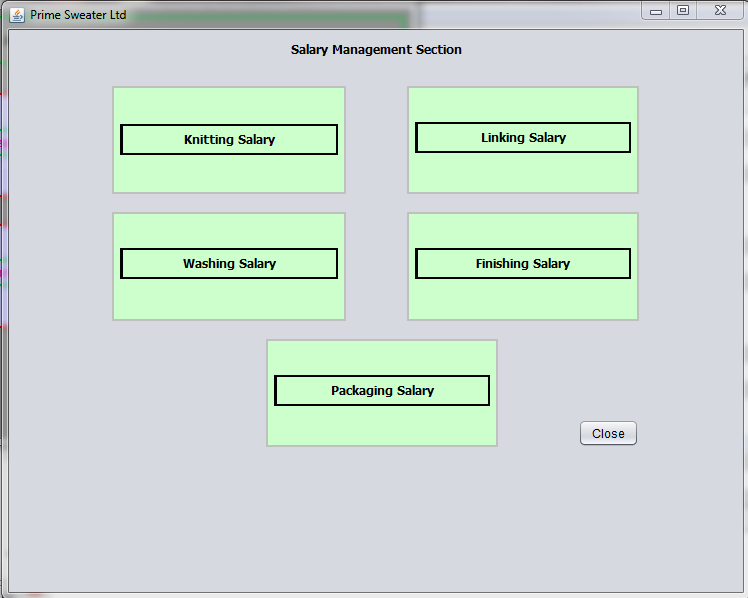 Prime Sweater Ltd
Salary Management Section
Knitting Salary
Linking Salary
Washing Salary
Finishing Salary
Packaging Salary
Close